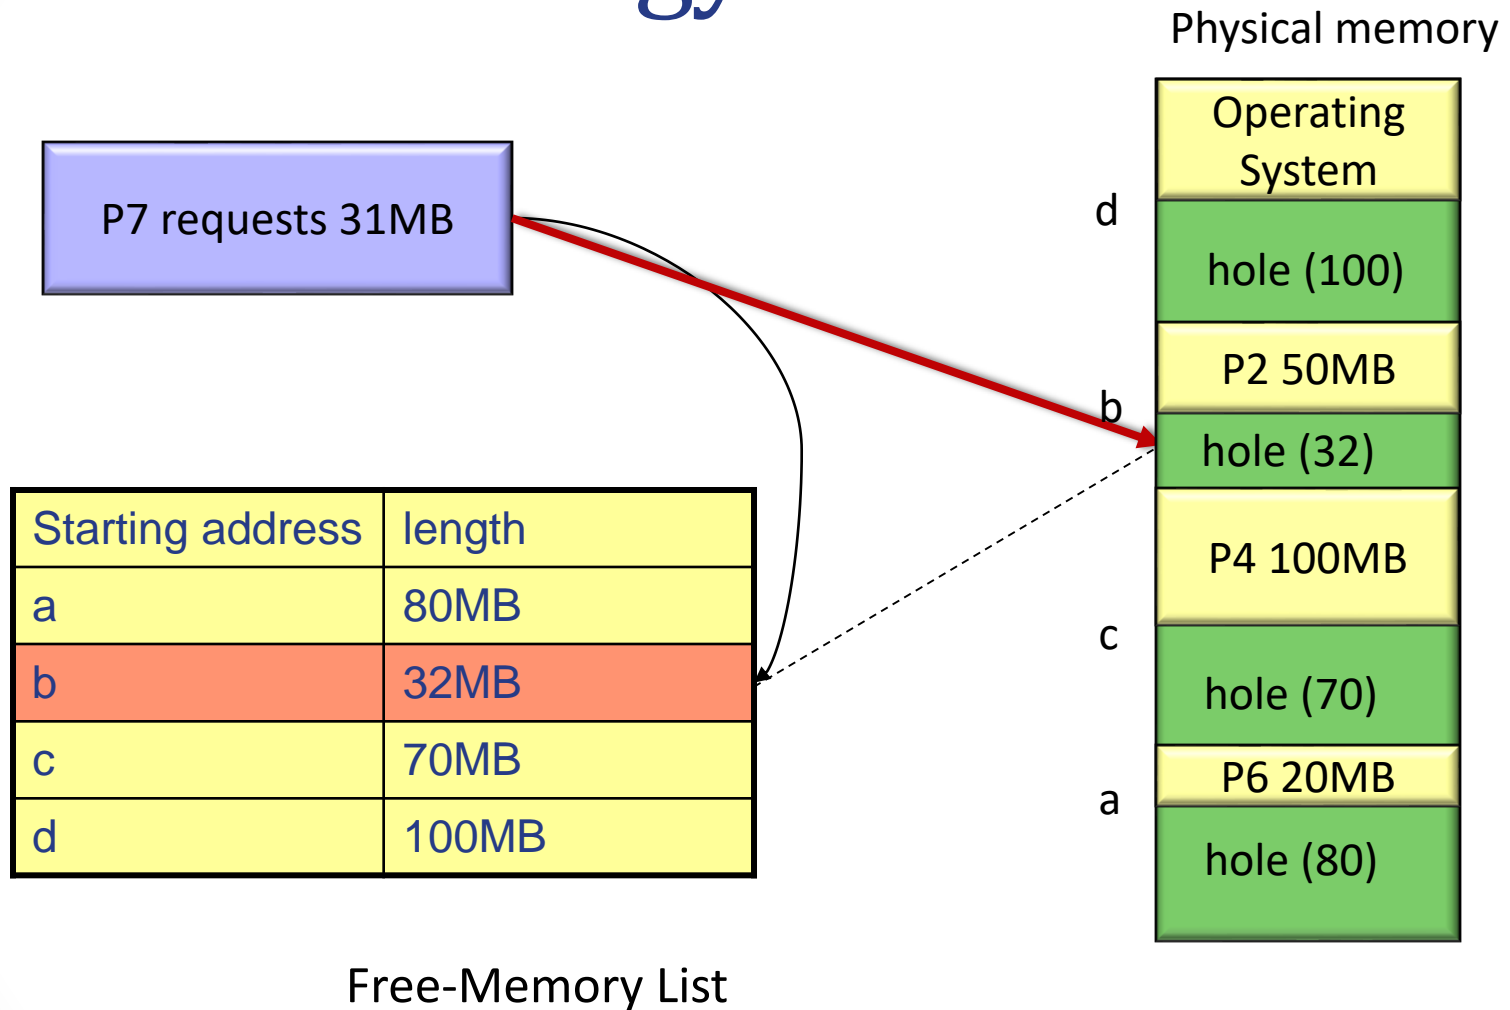 Physical memory
Operating
System
d
P7 requests 31MB
hole (100)
P2 50MB
b
hole (32)
Starting address length
P4 100MB
a 80MB
c
b 32MB
hole (70)
c 70MB
P6 20MB
a
d 100MB
hole (80)
Free-Memory List